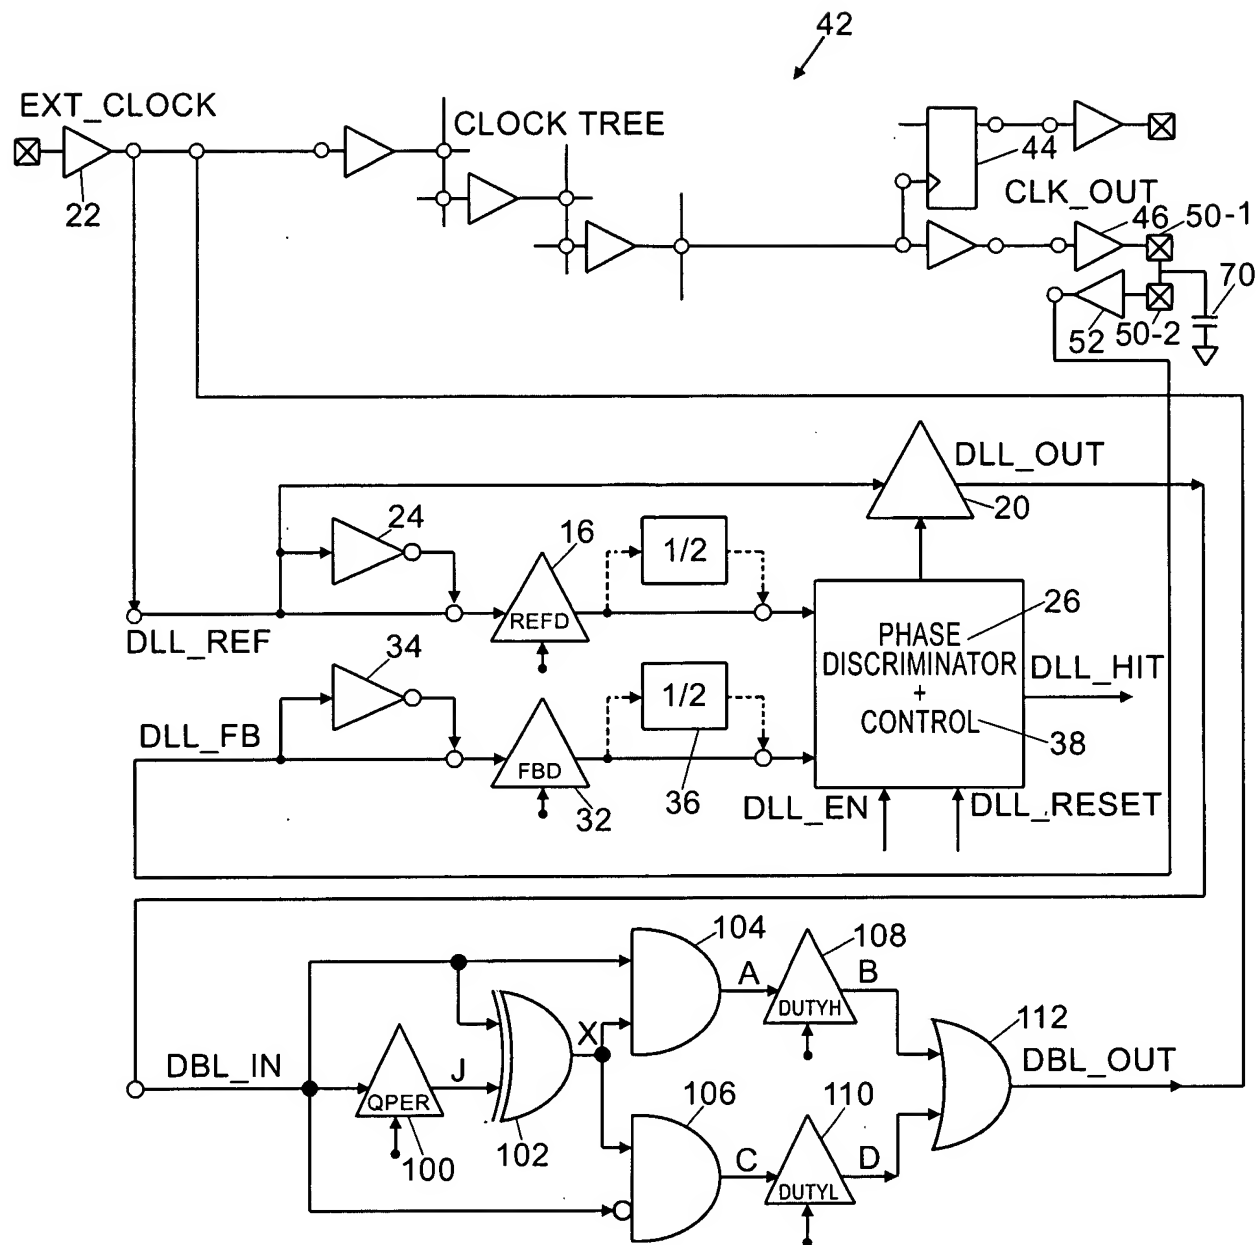 42
EXT_CLOCK
CLOCK TREE
22
44
CLK_OUT
46
50-1
70
52
50-2
DLL_OUT
20
24
16
1/2
REFD
DLL_REF
26
PHASE
DISCRIMINATOR
+
CONTROL
38
DLL_HIT
34
1/2
DLL_FB
FBD
32
36
DLL_EN
DLL_RESET
104
108
A
B
DUTYH
112
X
DBL_IN
J
DBL_OUT
QPER
100
102
106
110
C
D
DUTYL